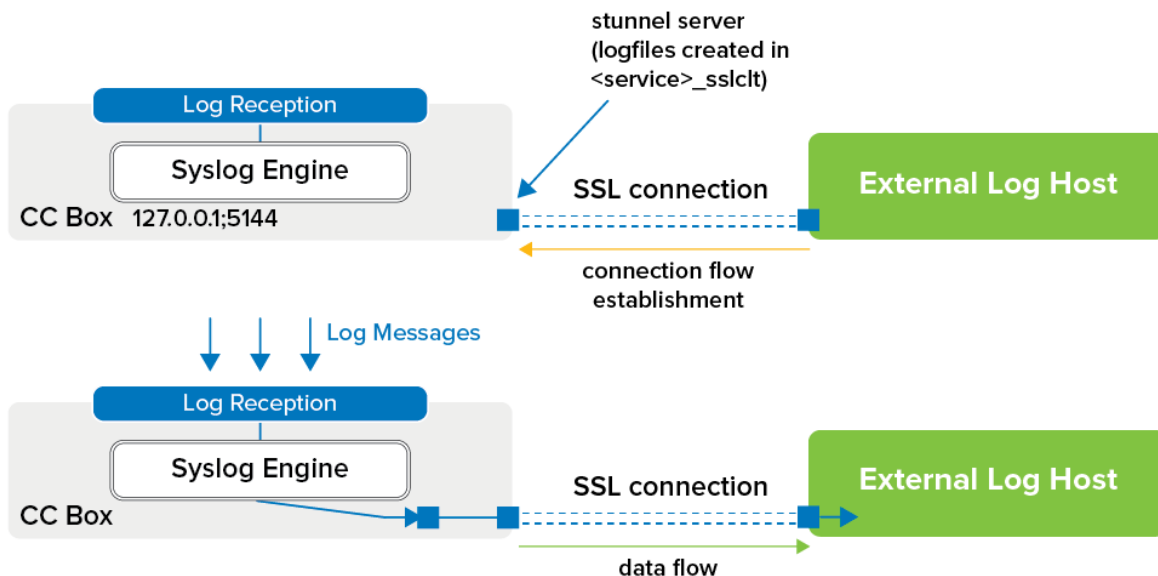 stunnel server
(logfiles created in
<service>_sslclt)
Log Reception
Syslog Engine
CC Box 127.0.0.1;5144
SSL connection
External Log Host
connection flow
establishment
Log Messages
Log Reception
Syslog Engine
CC Box
SSL connection
External Log Host
data flow